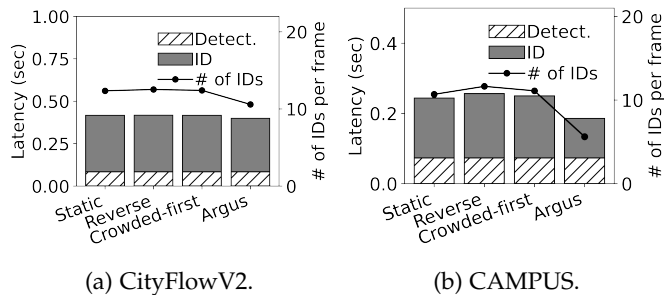 1.00
0.75
0.50
0.25
0.00
Latency (sec)
Detect.
ID
# of IDs
20
10
0
# of IDs per frame
Static
Reverse
Crowded-first
Argus
(a) CityFlowV2.
0.4
0.2
0.0
Latency (sec)
Detect.
ID
# of IDs
20
10
0
# of IDs per frame
Static
Reverse
Crowded-first
Argus
(b) CAMPUS.